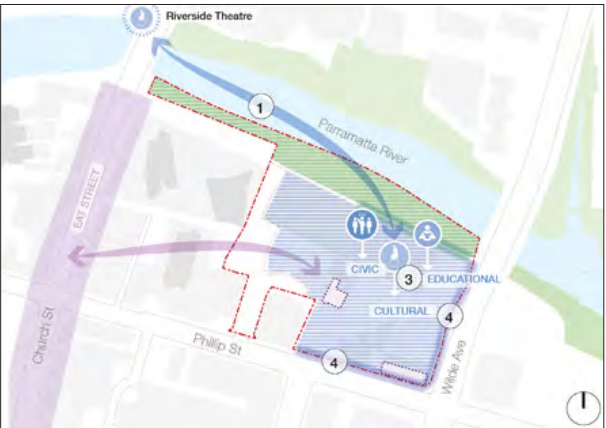 Riverside Theatre
1
Parramatta River
EAT STREET
CIVIC
3
EDUCATIONAL
CULTURAL
4
4
Phillip St
Church St
Wilde Ave